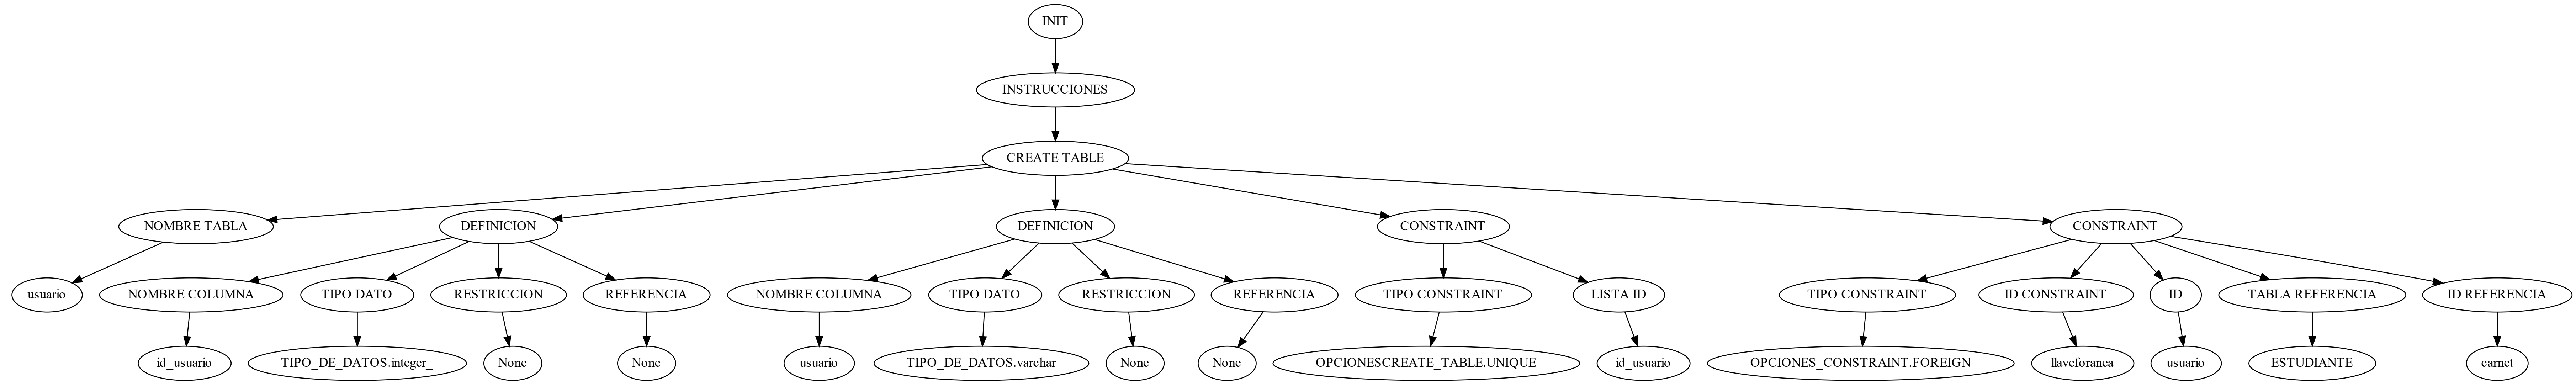 INIT
INSTRUCCIONES
CREATE TABLE
NOMBRE TABLA
DEFINICION
DEFINICION
CONSTRAINT
CONSTRAINT
usuario
NOMBRE COLUMNA
TIPO DATO
RESTRICCION
REFERENCIA
NOMBRE COLUMNA
TIPO DATO
RESTRICCION
REFERENCIA
TIPO CONSTRAINT
LISTA ID
TIPO CONSTRAINT
ID CONSTRAINT
ID
TABLA REFERENCIA
ID REFERENCIA
id_usuario
TIPO_DE_DATOS.integer_
None
None
usuario
TIPO_DE_DATOS.varchar
None
None
OPCIONESCREATE_TABLE.UNIQUE
id_usuario
OPCIONES_CONSTRAINT.FOREIGN
llaveforanea
usuario
ESTUDIANTE
carnet